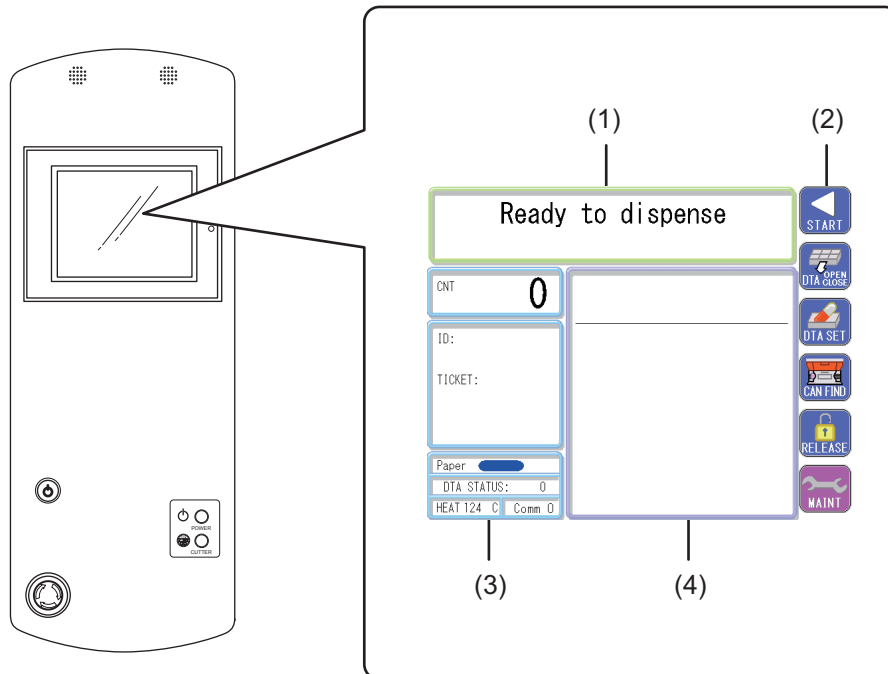 (1)
(2)
Ready to dispense
START
DTA OPEN
CLOSE
CNT 0
ID:
TICKET:
DTA SET
CAN FIND
RELEASE
Paper
DTA STATUS: 0
HEAT 124 C Comm 0
MAINT
(3)
(4)
POWER
CUTTER